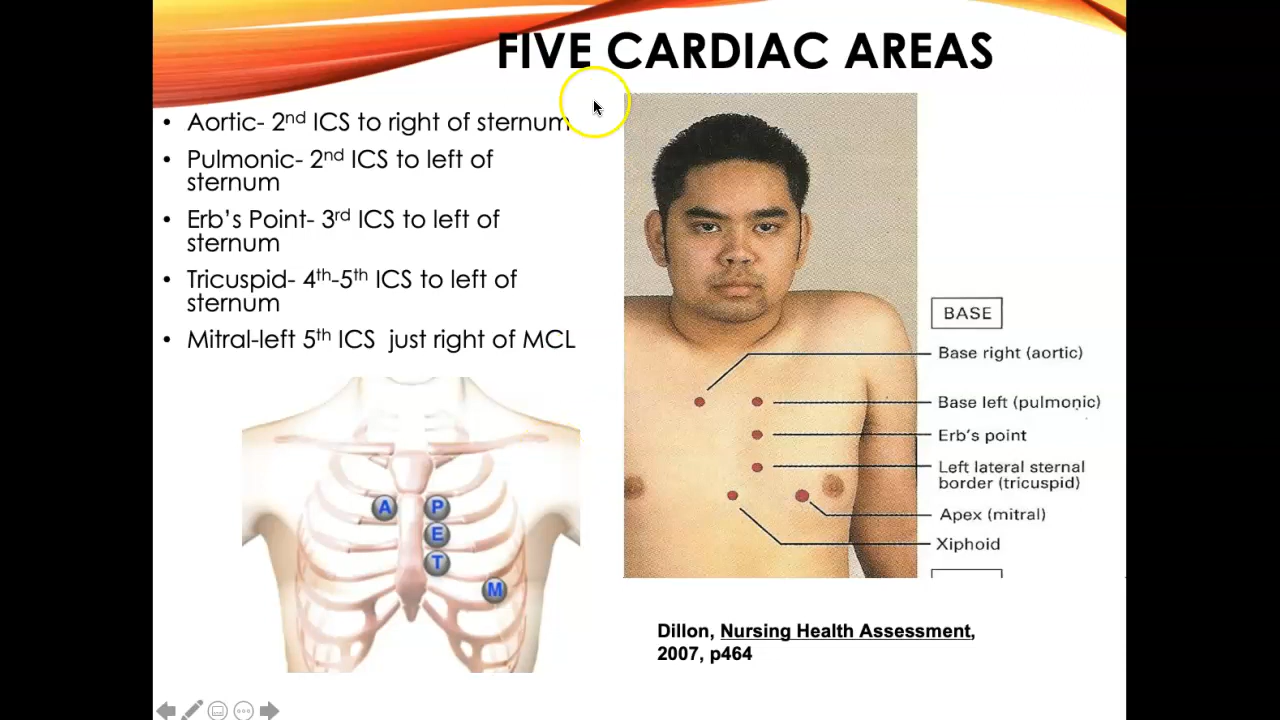 FIVE CARDIAC AREAS
• Aortic- 2nd ICS to right of sternum
• Pulmonic- 2nd ICS to left of
sternum
• Erb's Point- 3rd ICS to left of
sternum
• Tricuspid- 4th-5th ICS to left of
sternum
• Mitral-left 5th ICS just right of MCL
A
P
E
T
M
BASE
Base right (aortic)
Base left (pulmonic)
Erb's point
Left lateral sternal
border (tricuspid)
Apex (mitral)
Xiphoid
Dillon, Nursing Health Assessment,
2007, p464